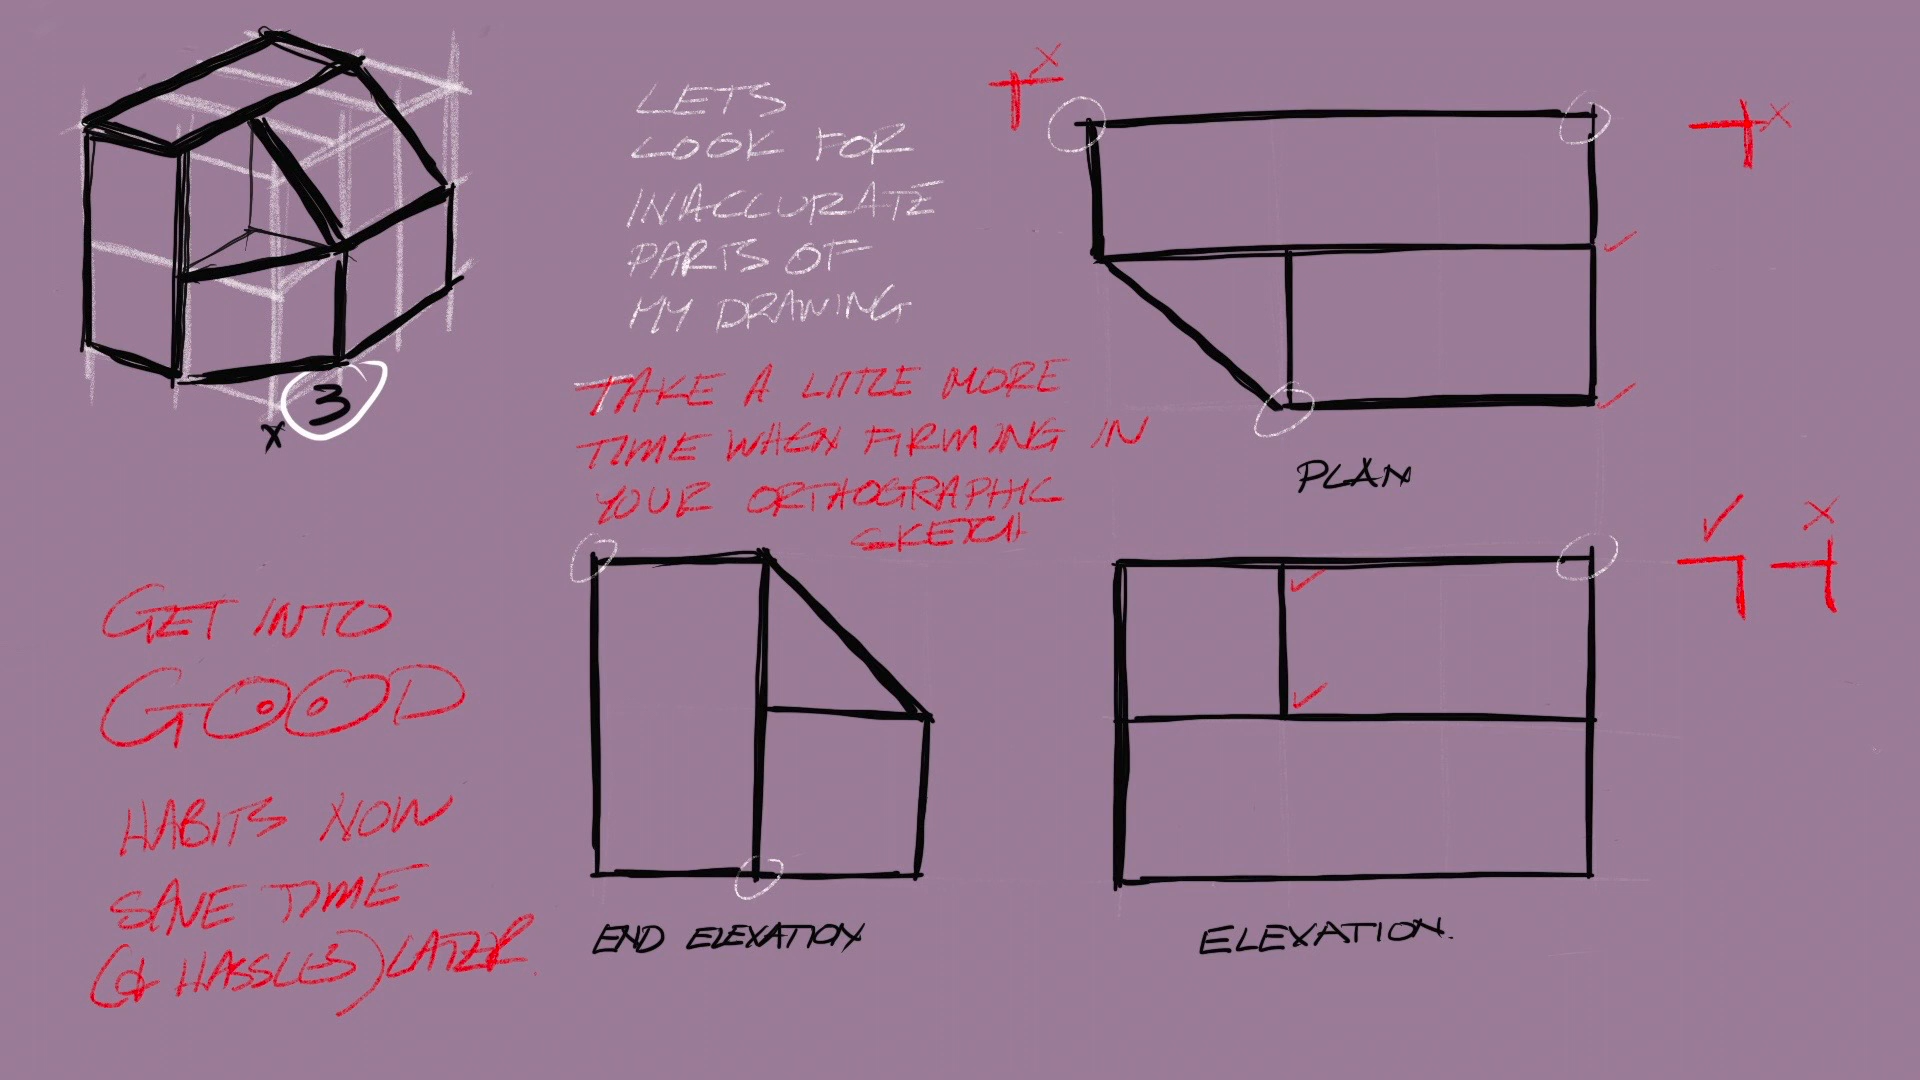 LETS
LOOK FOR
INACCURATE
PARTS OF
MY DRAWING
TAKE A LITTLE MORE
TIME WHEN FIRMING IN
YOUR ORTHOGRAPHIC
SKETCH
3
X
X
X
PLAN
X
GET INTO
GOOD
HABITS NOW
SAVE TIME
(& HASSLES) LATER.
END ELEVATION
ELEVATION.